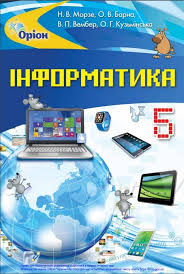 Оріон
Н. В. Морзе, О. В. Барна,
В. П. Вембер, О. Г. Кузьмінська
ІНФОРМАТИКА
5